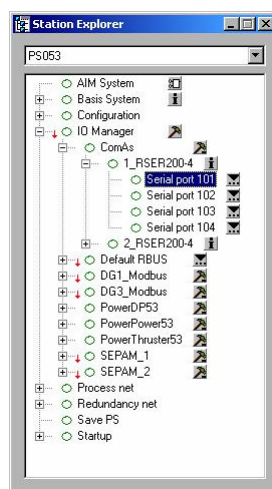 Station Explorer
PS053
AIM System
Basis System
Configuration
IO Manager
ComAs
1_RSER200-4
Serial port 101
Serial port 102
Serial port 103
Serial port 104
2_RSER200-4
Default RBUS
DG1_Modbus
DG3_Modbus
PowerDP53
PowerPower53
PowerThruster53
SEPAM_1
SEPAM_2
Process net
Redundancy net
Save PS
Startup